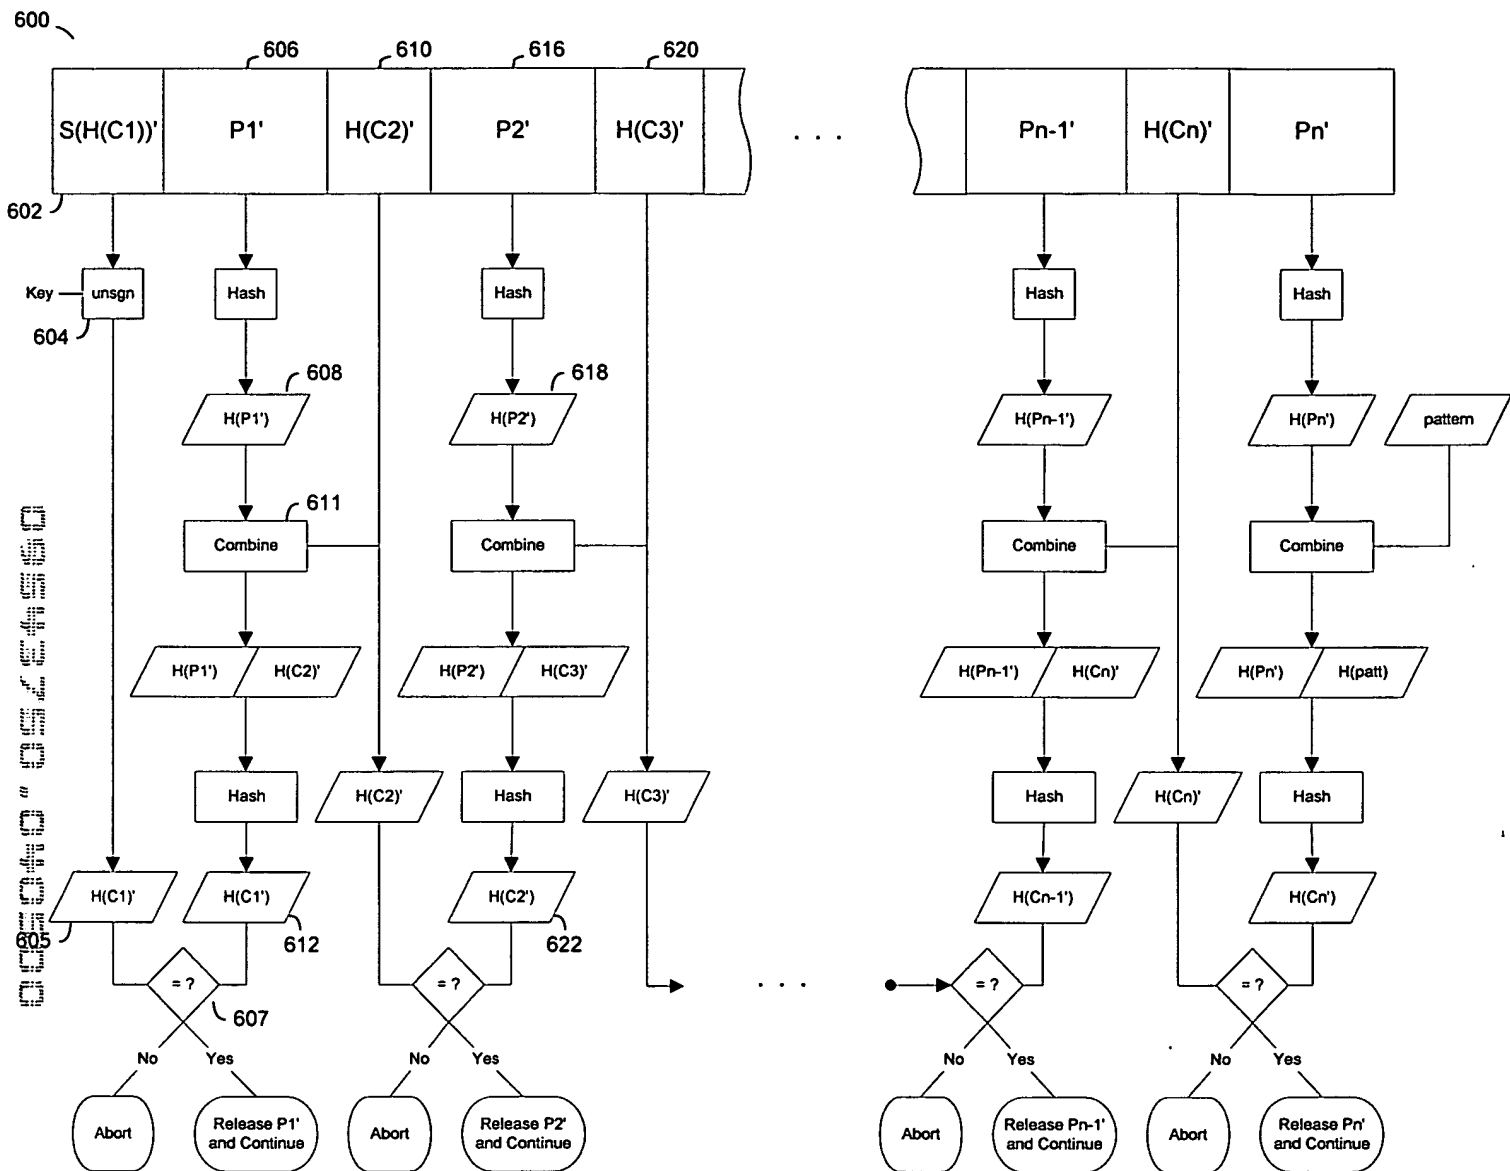 600
606
610
616
620
S(H(C1))'
P1'
H(C2)'
P2'
H(C3)'
. . .
Pn-1'
H(Cn)'
Pn'
602
Key
unsgn
Hash
Hash
Hash
Hash
604
608
618
H(P1')
H(P2')
H(Pn-1')
H(Pn')
pattern
611
Combine
Combine
Combine
Combine
H(P1')
H(C2)'
H(P2')
H(C3)'
H(Pn-1')
H(Cn)'
H(Pn')
H(patt)
Hash
H(C2)'
Hash
H(C3)'
Hash
H(Cn)'
Hash
H(C1)'
H(C1')
H(C2')
H(Cn-1')
H(Cn')
605
612
622
= ?
= ?
. . .
= ?
= ?
607
No
Yes
No
Yes
No
Yes
No
Yes
Abort
Release P1'
and Continue
Abort
Release P2'
and Continue
Abort
Release Pn-1'
and Continue
Abort
Release Pn'
and Continue